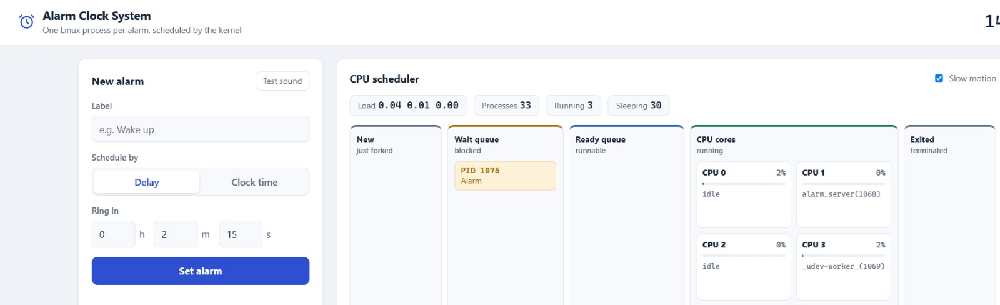 Alarm Clock System
One Linux process per alarm, scheduled by the kernel
New alarm
Test sound
Label
e.g. Wake up
Schedule by
Delay
Clock time
Ring in
0 h 2 m 15 s
Set alarm
CPU scheduler
Slow motion
Load 0.04 0.01 0.00
Processes 33
Running 3
Sleeping 30
New
just forked
Wait queue
blocked
PID 1075
Alarm
Ready queue
runnable
CPU cores
running
CPU 0 2%
idle
CPU 1 0%
alarm_server(1068)
CPU 2 0%
idle
CPU 3 2%
_udev-worker_(1069)
Exited
terminated